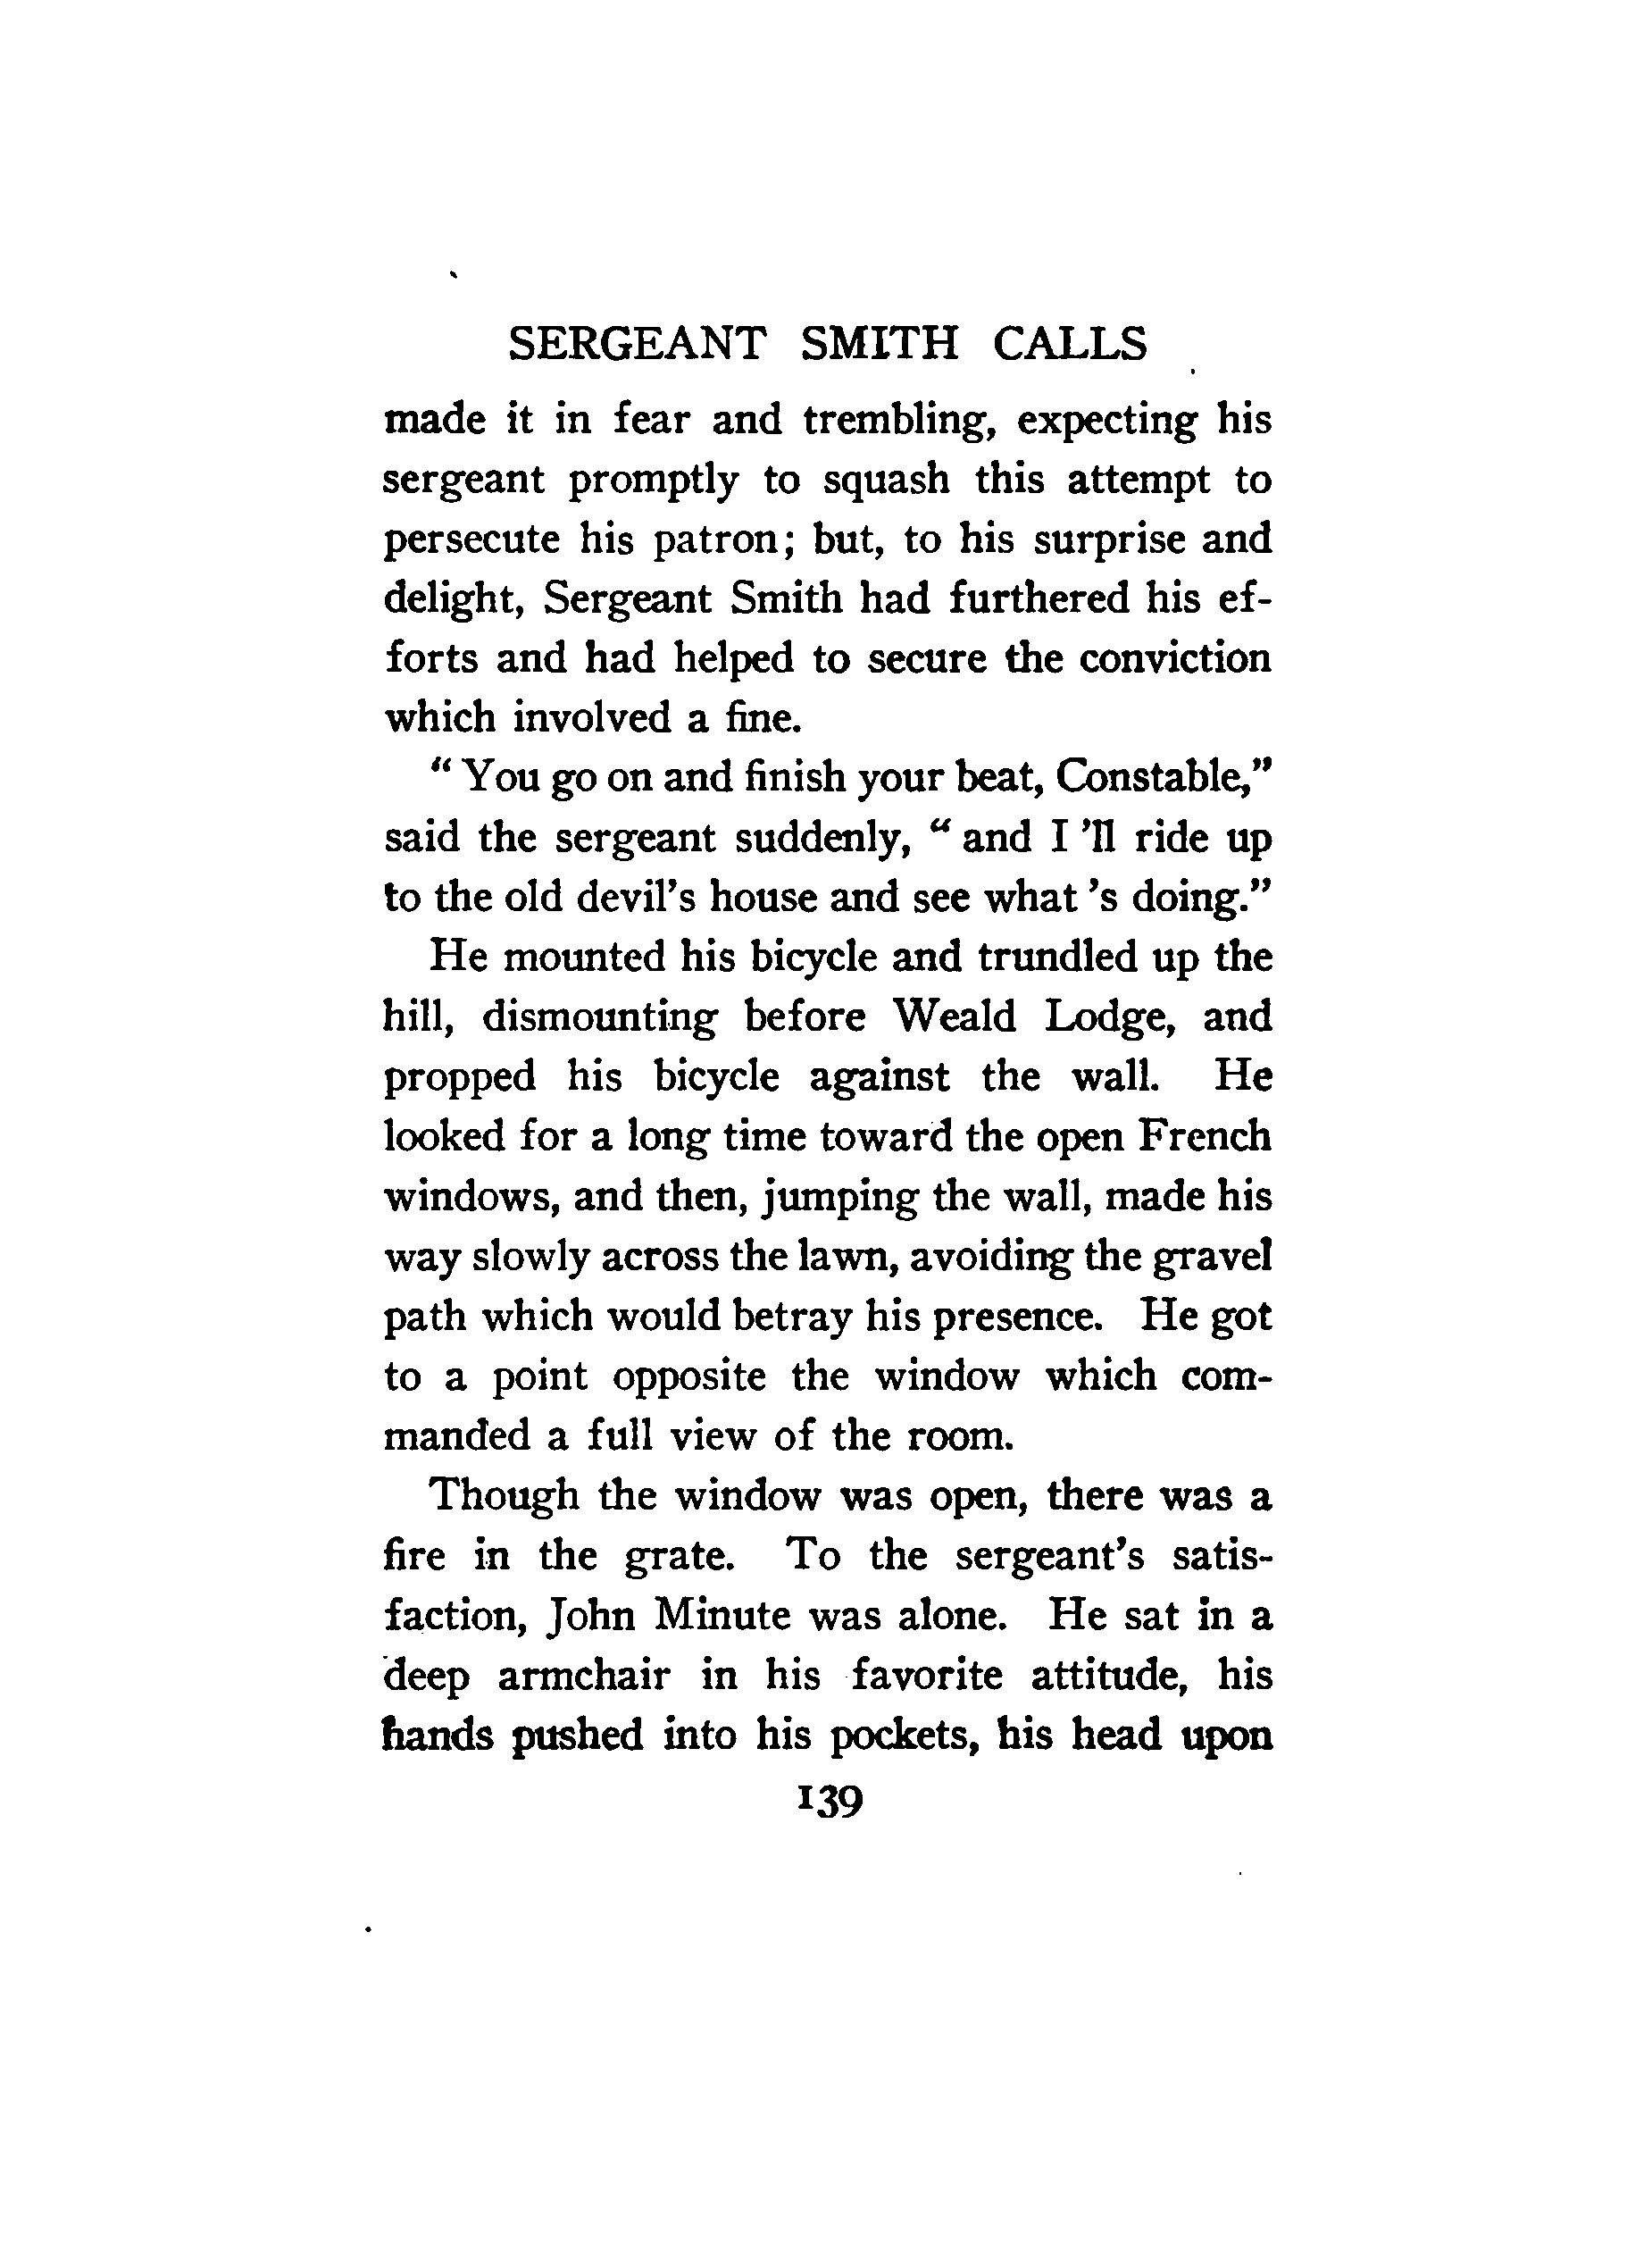 SERGEANT SMITH CALLS
made it in fear and trembling, expecting his
sergeant promptly to squash this attempt to
persecute his patron; but, to his surprise and
delight, Sergeant Smith had furthered his ef-
forts and had helped to secure the conviction
which involved a fine.
" You go on and finish your beat, Constable,"
said the sergeant suddenly, " and I 'll ride up
to the old devil's house and see what 's doing."
He mounted his bicycle and trundled up the
hill, dismounting before Weald Lodge, and
propped his bicycle against the wall. He
looked for a long time toward the open French
windows, and then, jumping the wall, made his
way slowly across the lawn, avoiding the gravel
path which would betray his presence. He got
to a point opposite the window which com-
manded a full view of the room.
Though the window was open, there was a
fire in the grate. To the sergeant's satis-
faction, John Minute was alone. He sat in a
deep armchair in his favorite attitude, his
hands pushed into his pockets, his head upon
139